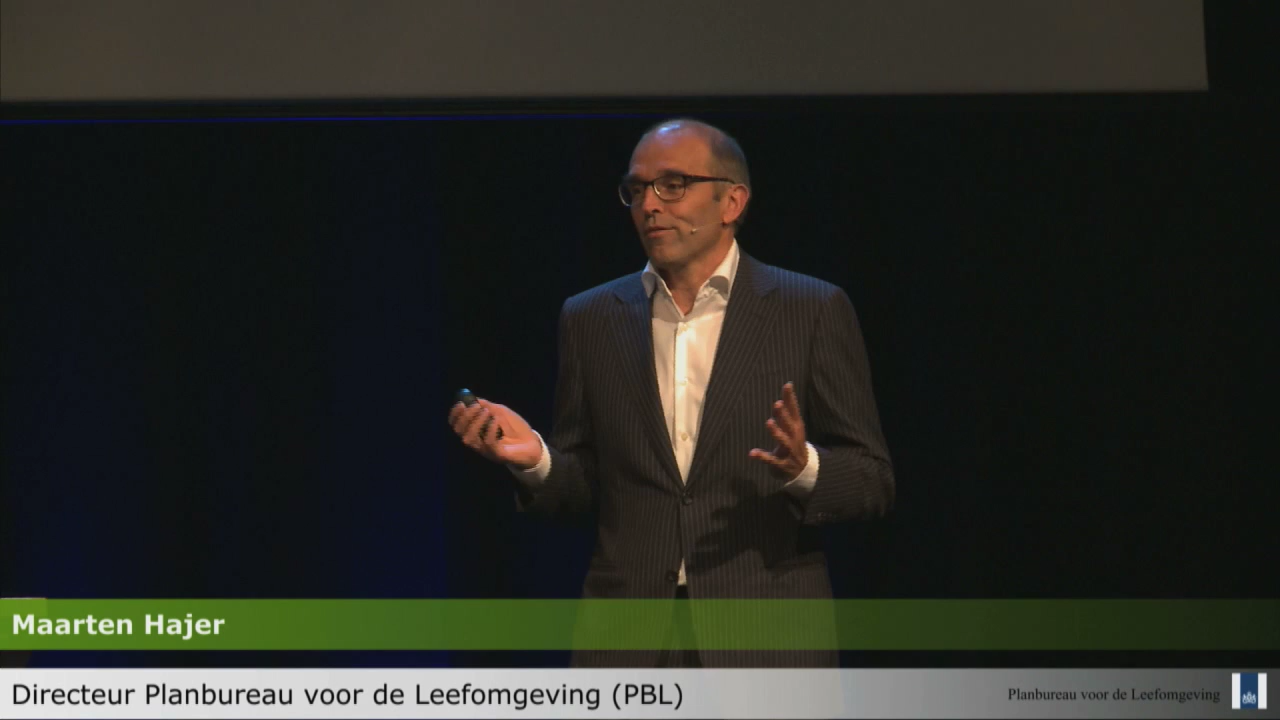 Maarten Hajer
Directeur Planbureau voor de Leefomgeving (PBL)
Planbureau voor de Leefomgeving